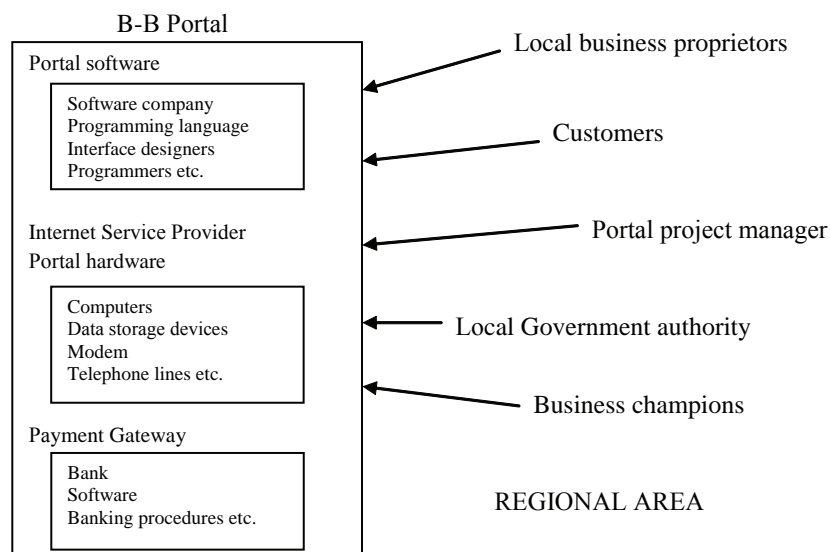 B-B Portal
Portal software
Software company
Programming language
Interface designers
Programmers etc.
Internet Service Provider
Portal hardware
Computers
Data storage devices
Modem
Telephone lines etc.
Payment Gateway
Bank
Software
Banking procedures etc.
Local business proprietors
Customers
Portal project manager
Local Government authority
Business champions
REGIONAL AREA